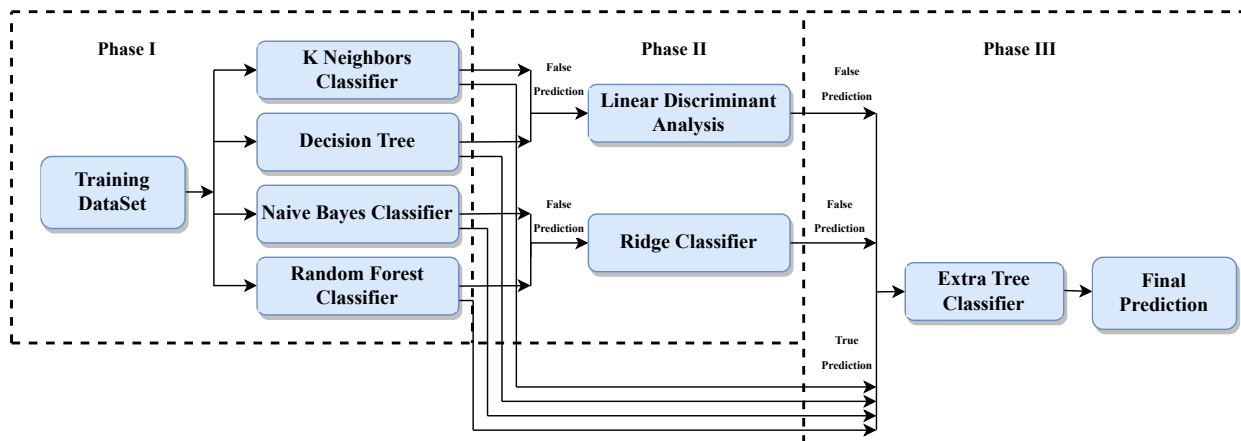 Phase I
Phase II
Phase III
K Neighbors
Classifier
Decision Tree
Training
DataSet
Naive Bayes Classifier
Random Forest
Classifier
False
Prediction
Linear Discriminant
Analysis
False
Prediction
False
Prediction
Ridge Classifier
False
Prediction
True
Prediction
Extra Tree
Classifier
Final
Prediction